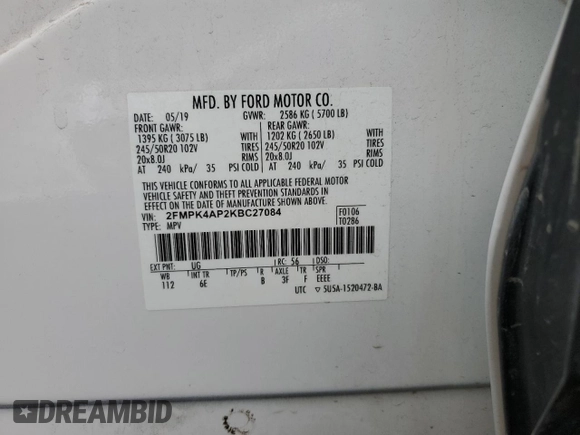 MFD. BY FORD MOTOR CO.
DATE: 05/19 GVWR: 2586 KG ( 5700 LB)
FRONT GAWR: REAR GAWR:
1395 KG ( 3075 LB) WITH 1202 KG ( 2650 LB) WITH
245/50R20 102V TIRES 245/50R20 102V TIRES
20x8.0J RIMS 20x8.0J RIMS
AT 240 kPa/ 35 PSI COLD AT 240 kPa/ 35 PSI COLD
THIS VEHICLE CONFORMS TO ALL APPLICABLE FEDERAL MOTOR
VEHICLE SAFETY AND THEFT PREVENTION STANDARDS IN
EFFECT ON THE DATE OF MANUFACTURE SHOWN ABOVE.
VIN: 2FMPK4AP2KBC27084 F0106
TYPE: MPV T0286
EXT PNT: UG RC: 56 DSO:
WB INT TR TP/PS R AXLE TR SPR
112 6E B 3F F EEEE
UTC ▽ 5U5A-1520472-BA
DREAMBID